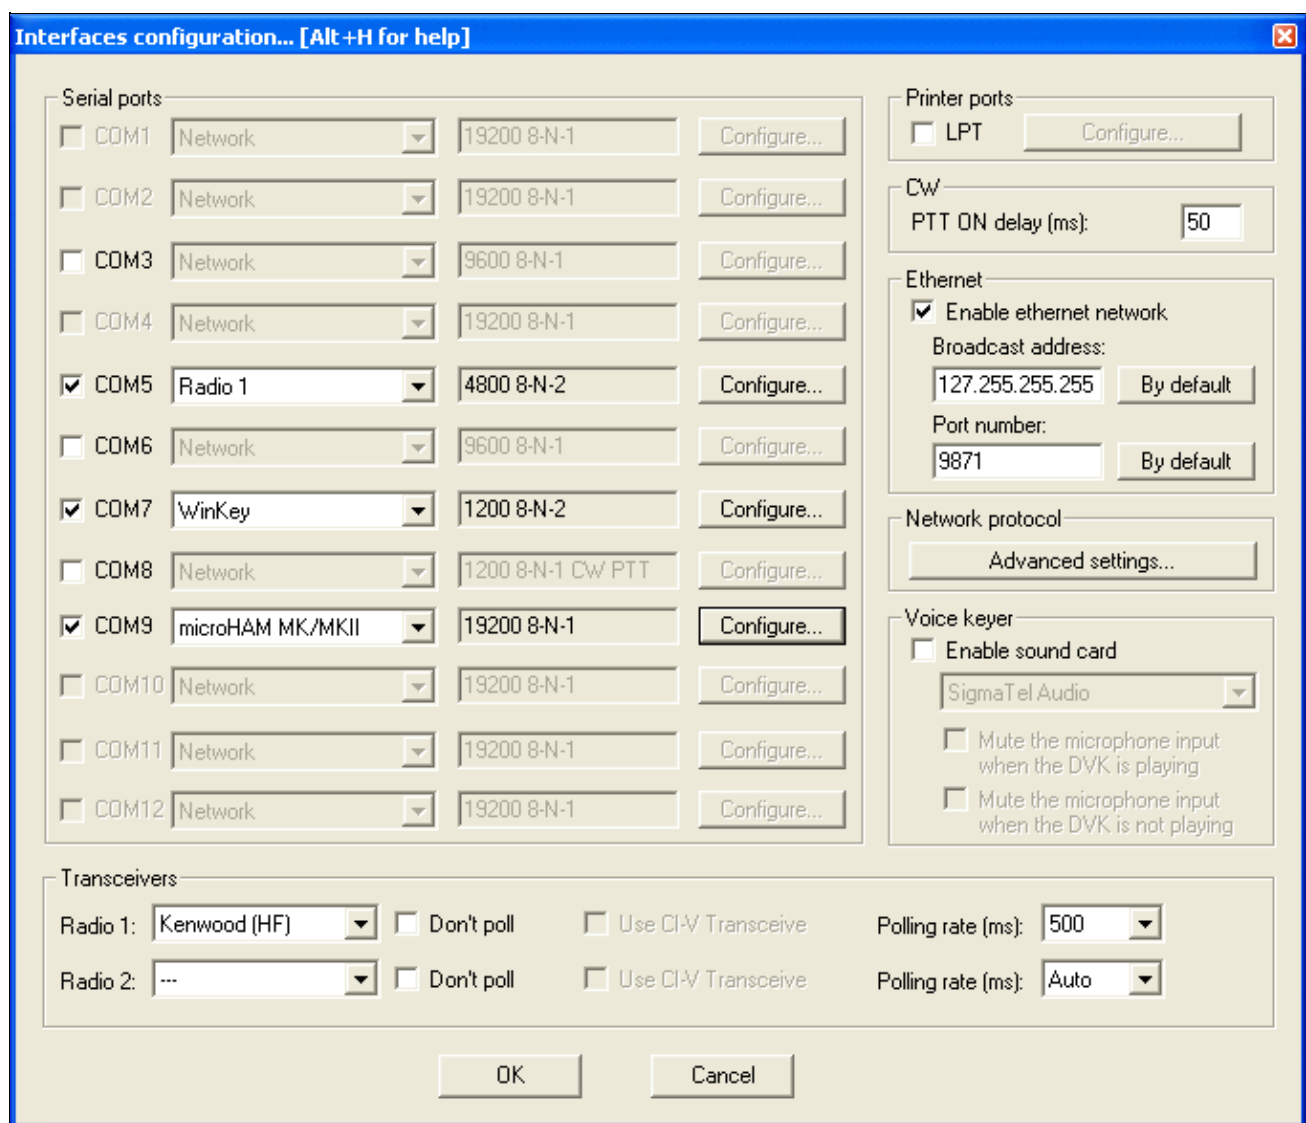 Interfaces configuration... [Alt+H for help]
Serial ports
COM1 Network 19200 8-N-1 Configure...
COM2 Network 19200 8-N-1 Configure...
COM3 Network 9600 8-N-1 Configure...
COM4 Network 19200 8-N-1 Configure...
COM5 Radio 1 4800 8-N-2 Configure...
COM6 Network 9600 8-N-1 Configure...
COM7 WinKey 1200 8-N-2 Configure...
COM8 Network 1200 8-N-1 CW PTT Configure...
COM9 microHAM MK/MKII 19200 8-N-1 Configure...
COM10 Network 19200 8-N-1 Configure...
COM11 Network 19200 8-N-1 Configure...
COM12 Network 19200 8-N-1 Configure...
Printer ports
LPT Configure...
CW
PTT ON delay (ms): 50
Ethernet
Enable ethernet network
Broadcast address:
127.255.255.255 By default
Port number:
9871 By default
Network protocol
Advanced settings...
Voice keyer
Enable sound card
SigmaTel Audio
Mute the microphone input
when the DVK is playing
Mute the microphone input
when the DVK is not playing
Transceivers
Radio 1: Kenwood (HF) Don't poll Use CI-V Transceive Polling rate (ms): 500
Radio 2: --- Don't poll Use CI-V Transceive Polling rate (ms): Auto
OK Cancel